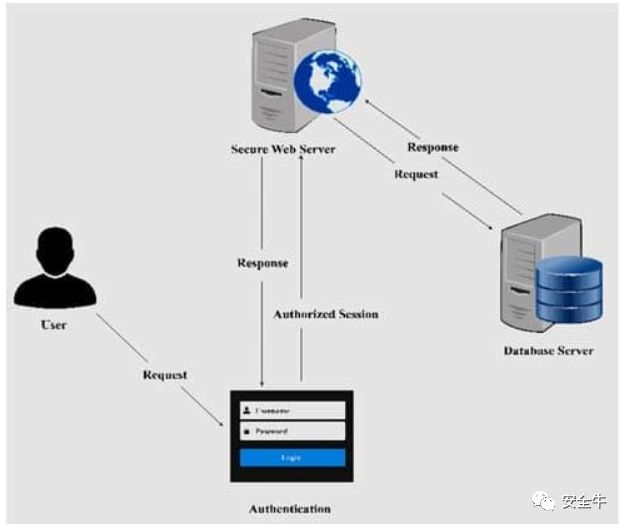 Secure Web Server
Response
Request
Response
Authorized Session
User
Database Server
Request
Username
Password
Login
Authentication
安全牛